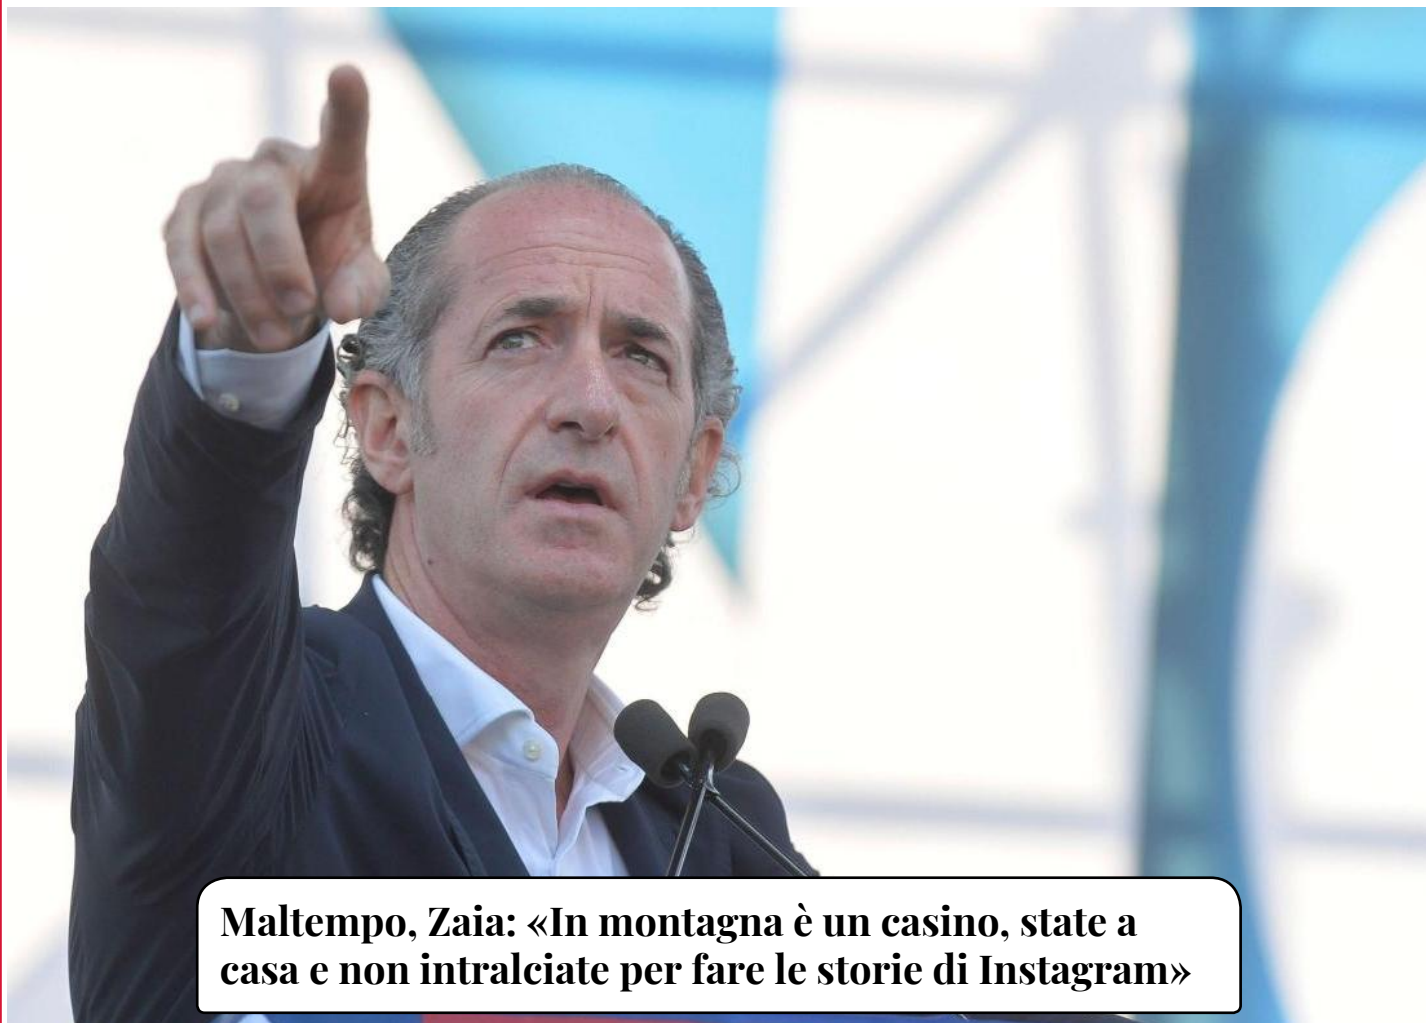 Maltempo, Zaia: «In montagna è un casino, state a
casa e non intralciate per fare le storie di Instagram»